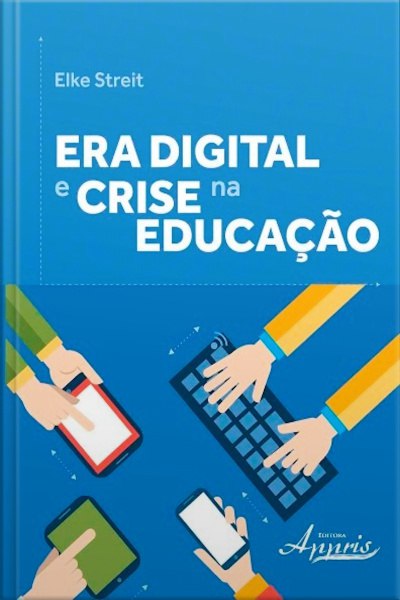 Elke Streit
ERA DIGITAL
e CRISE na
EDUCAÇÃO
EDITORA
Appris